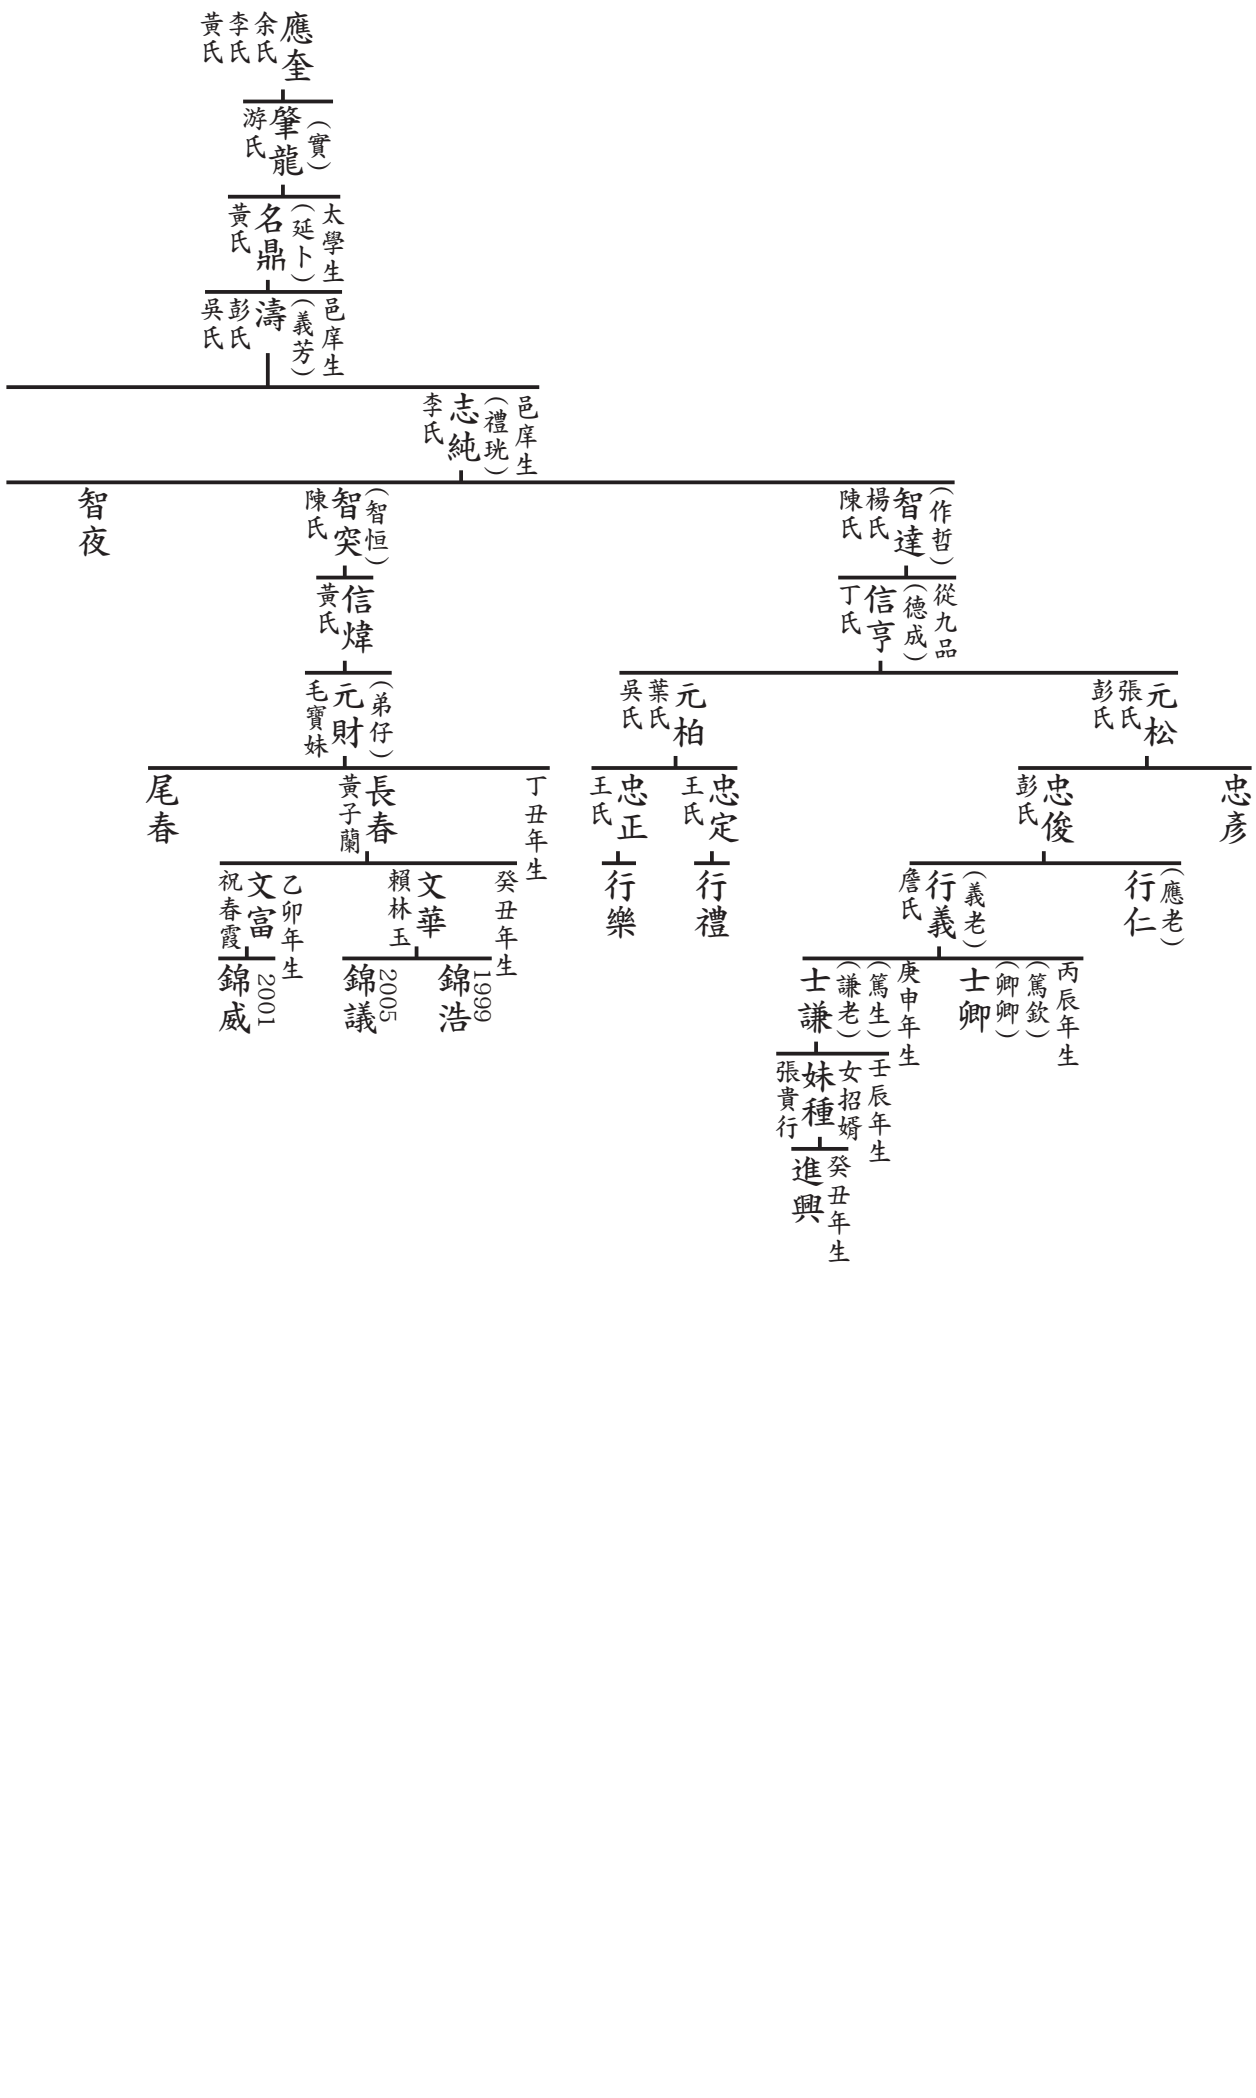 應奎
余氏
李氏
黃氏
(實)
肇龍
游氏
太學生
(延卜)
名鼎
黃氏
邑庠生
(義芳)
濤
彭氏
吳氏
邑庠生
(禮珖)
志純
李氏
(作哲)
智達
楊氏
陳氏
(智恒)
智突
陳氏
智夜
從九品
(德成)
信亨
丁氏
信煒
黃氏
元松
張氏
彭氏
元柏
葉氏
吳氏
(弟仔)
元財
毛寶妹
忠彥
忠俊
彭氏
忠定
王氏
忠正
王氏
丁丑年生
長春
黃子蘭
尾春
(應老)
行仁
(義老)
行義
詹氏
行禮
行樂
癸丑年生
文華
賴林玉
乙卯年生
文富
祝春霞
丙辰年生
(篤欽)
(卿卿)
士卿
庚申年生
(篤生)
(謙老)
士謙
1999
錦浩
2005
錦議
2001
錦威
壬辰年生
女招婿
妹種
張貴行
癸丑年生
進興